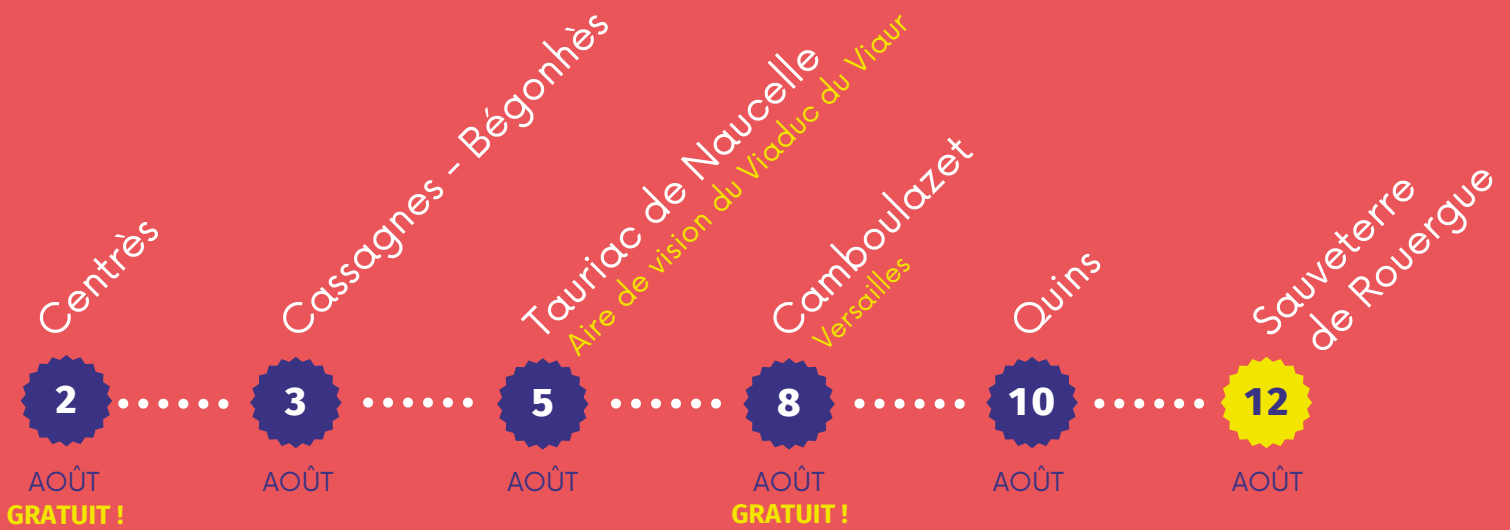 Centrès
2
AOÛT
GRATUIT !
Cassagnes - Bégonhès
3
AOÛT
Tauriac de Naucelle
Aire de vision du Viaduc du Viaur
5
AOÛT
Camboulazet
Versailles
8
AOÛT
GRATUIT !
Quins
10
AOÛT
Sauveterre
de Rouergue
12
AOÛT